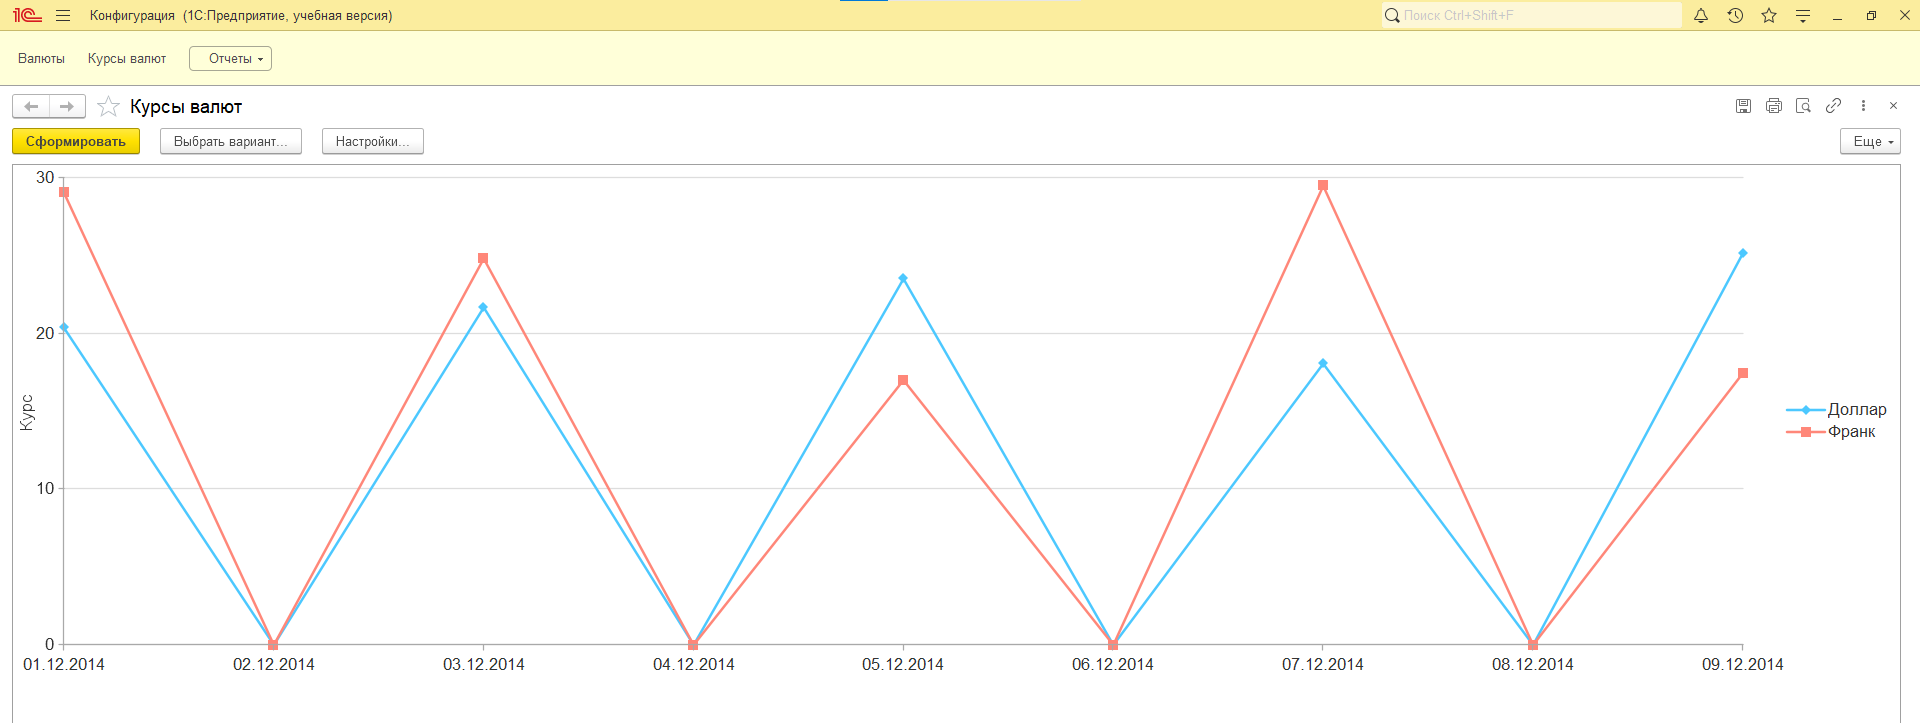 1С Конфигурация (1С:Предприятие, учебная версия) Поиск Ctrl+Shift+F
Валюты Курсы валют Отчеты
Курсы валют
Сформировать Выбрать вариант... Настройки... Еще
30
20
10
0
Курс
01.12.2014 02.12.2014 03.12.2014 04.12.2014 05.12.2014 06.12.2014 07.12.2014 08.12.2014 09.12.2014
Доллар
Франк